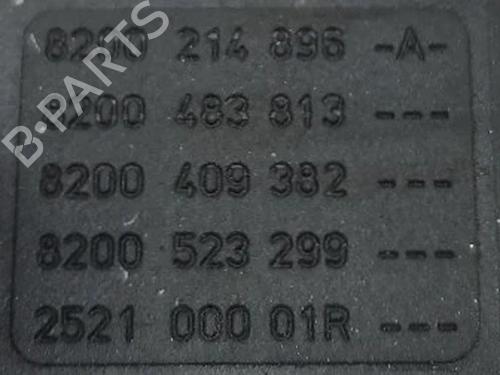 8200 214 896 -A-
8200 483 813 ---
8200 409 382 ---
8200 523 299 ---
2521 000 01R ---
B-PARTS